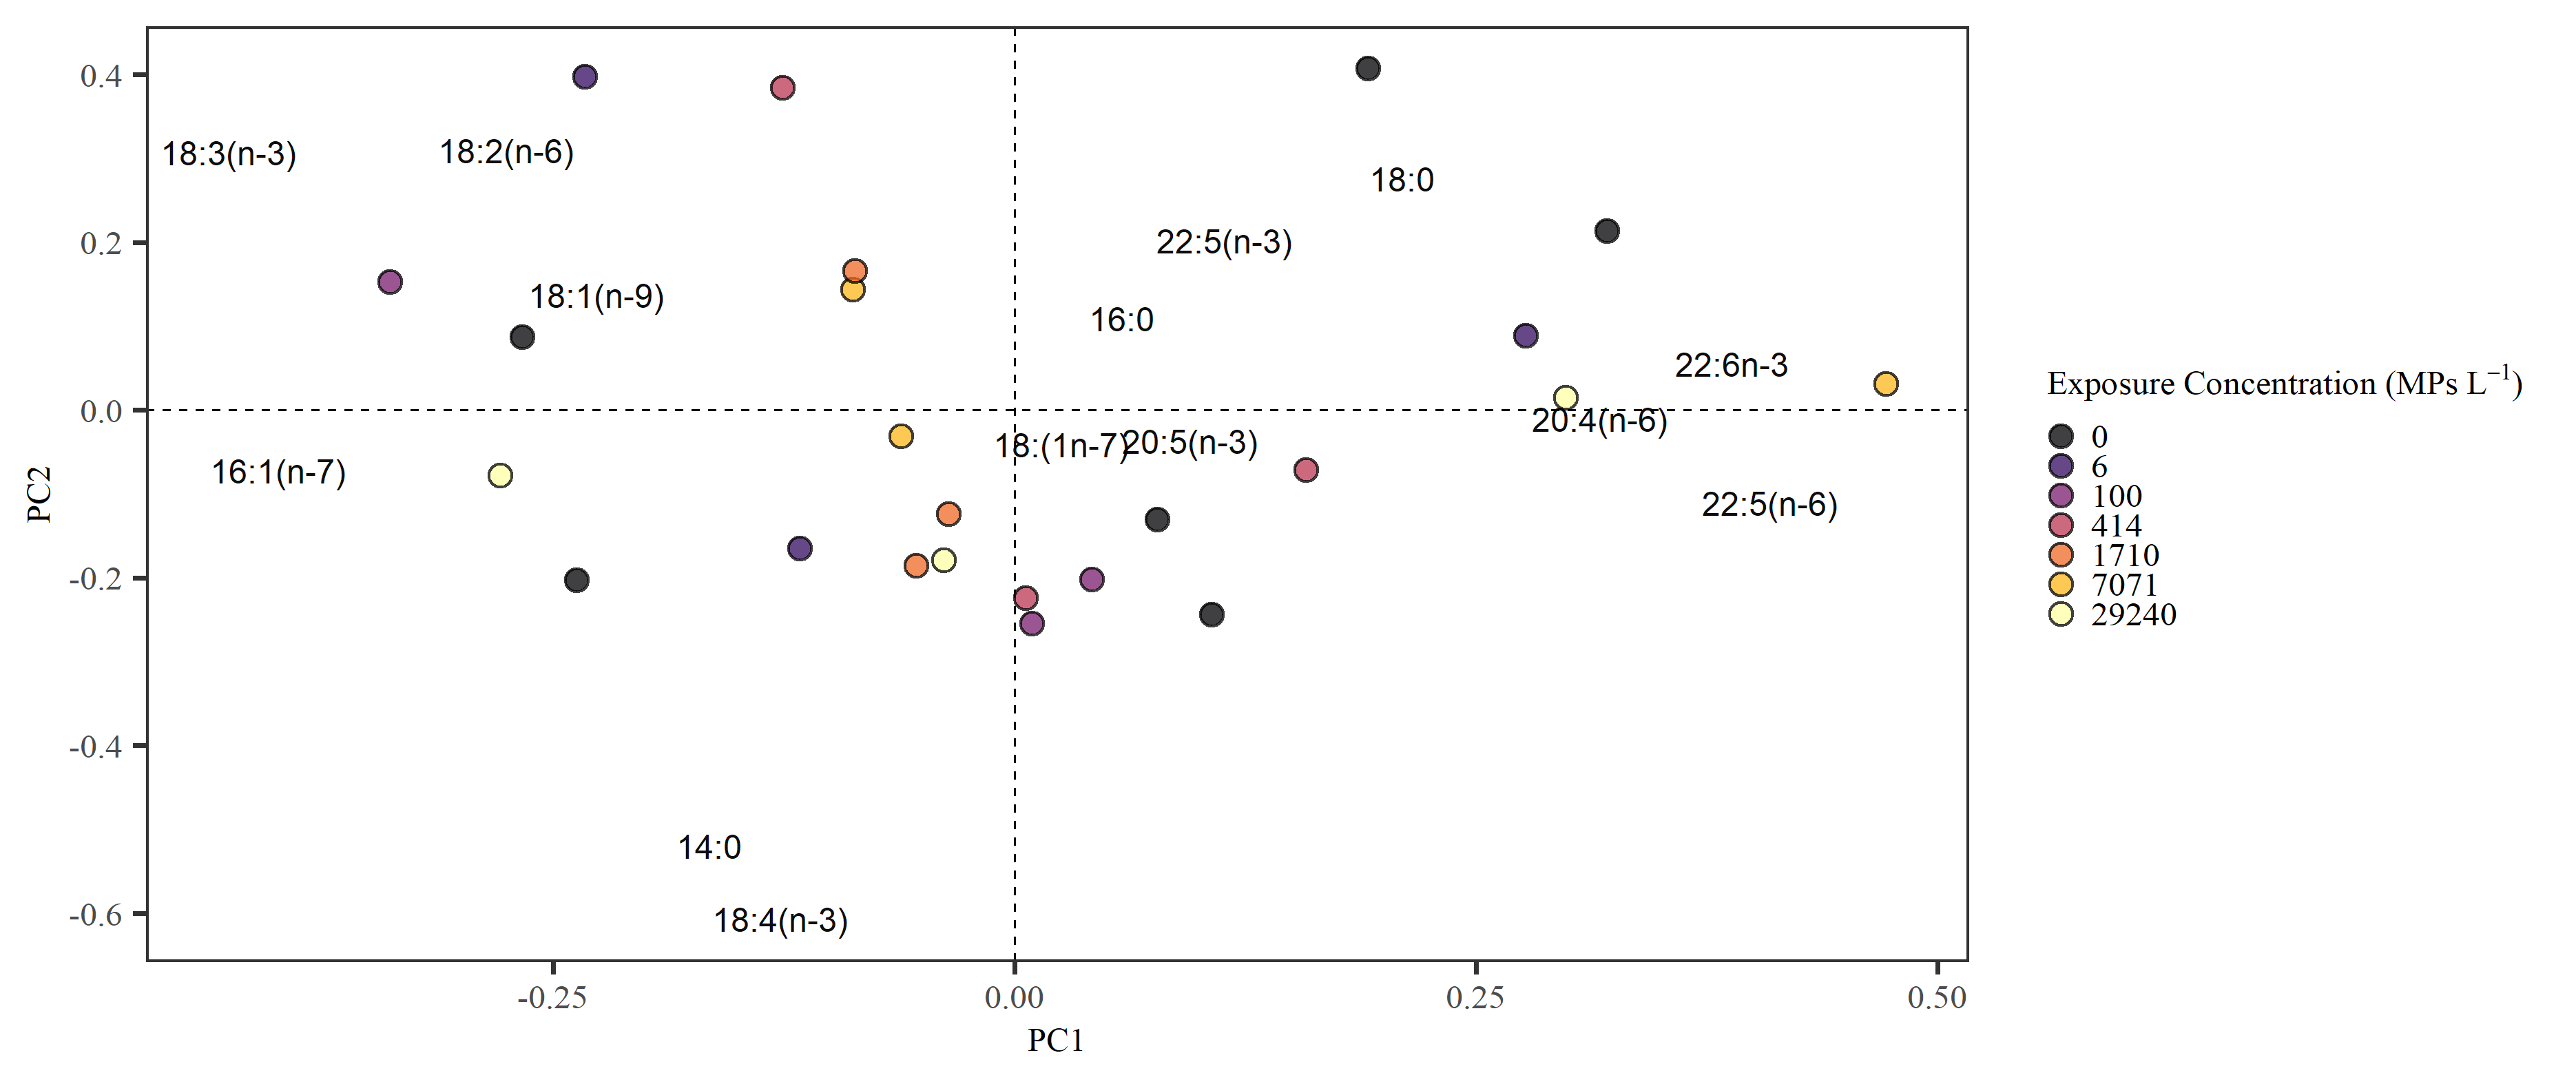 0.4
18:3(n-3)
18:2(n-6)
18:0
0.2
22:5(n-3)
18:1(n-9)
16:0
22:6n-3
0.0
20:4(n-6)
18:(1n-7)
20:5(n-3)
16:1(n-7)
22:5(n-6)
-0.2
-0.4
14:0
-0.6
18:4(n-3)
-0.25
0.00
0.25
0.50
PC1
PC2
Exposure Concentration (MPs L⁻¹)
0
6
100
414
1710
7071
29240